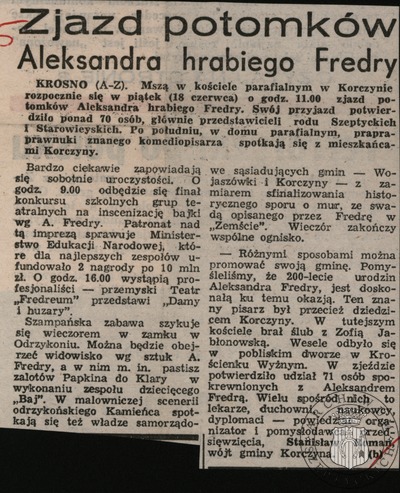 Zjazd potomków
Aleksandra hrabiego Fredry
KROSNO (A-Z). Mszą w kościele parafialnym w Korczynie
rozpocznie się w piątek (18 czerwca) o godz. 11.00 zjazd po-
tomków Aleksandra hrabiego Fredry. Swój przyjazd potwier-
dziło ponad 70 osób, głównie przedstawicieli rodu Szeptyckich
i Starowieyskich. Po południu, w domu parafialnym, prapra-
prawnuki znanego komediopisarza spotkają się z mieszkańca-
mi Korczyny.
Bardzo ciekawie zapowiadają
się sobotnie uroczystości. O
godz. 9.00 odbędzie się finał
konkursu szkolnych grup te-
atralnych na inscenizację bajki
wg A. Fredry. Patronat nad
tą imprezą sprawuje Minister-
stwo Edukacji Narodowej, któ-
re dla najlepszych zespołów u-
fundowało 2 nagrody po 10 mln
zł. O godz. 16.00 wystąpią pro-
fesjonaliści — przemyski Teatr
„Fredreum” przedstawi „Damy
i huzary”.
Szampańska zabawa szykuje
się wieczorem w zamku w
Odrzykoniu. Można będzie obej-
rzeć widowisko wg sztuk A.
Fredry, a w nim m. in. pastisz
zalotów Papkina do Klary w
wykonaniu zespołu dziecięcego
„Baj”. W malowniczej scenerii
odrzykońskiego Kamieńca spot-
kają się też władze samorządo-
we sąsiadujących gmin — Wo-
jaszówki i Korczyny — z za-
miarem sfinalizowania histo-
rycznego sporu o mur, ze swa-
dą opisanego przez Fredrę w
„Zemście”. Wieczór zakończy
wspólne ognisko.
— Różnymi sposobami można
promować swoją gminę. Pomy-
śleliśmy, że 200-lecie urodzin
Aleksandra Fredry, jest dosko-
nałą ku temu okazją. Ten zna-
ny pisarz był przecież dziedzi-
cem Korczyny. W tutejszym
kościele brał ślub z Zofią Ja-
błonowską. Wesele odbyło się
w pobliskim dworze w Kro-
ścienku Wyżnym. W zjeździe
potwierdziło udział 71 osób spo-
krewnionych z Aleksandrem
Fredrą. Wielu spośród nich to
lekarze, duchowni, naukowcy,
dyplomaci — powiedział orga-
nizator i pomysłodawca przed-
sięwzięcia, Stanisław
wójt gminy Korczyna. (b)